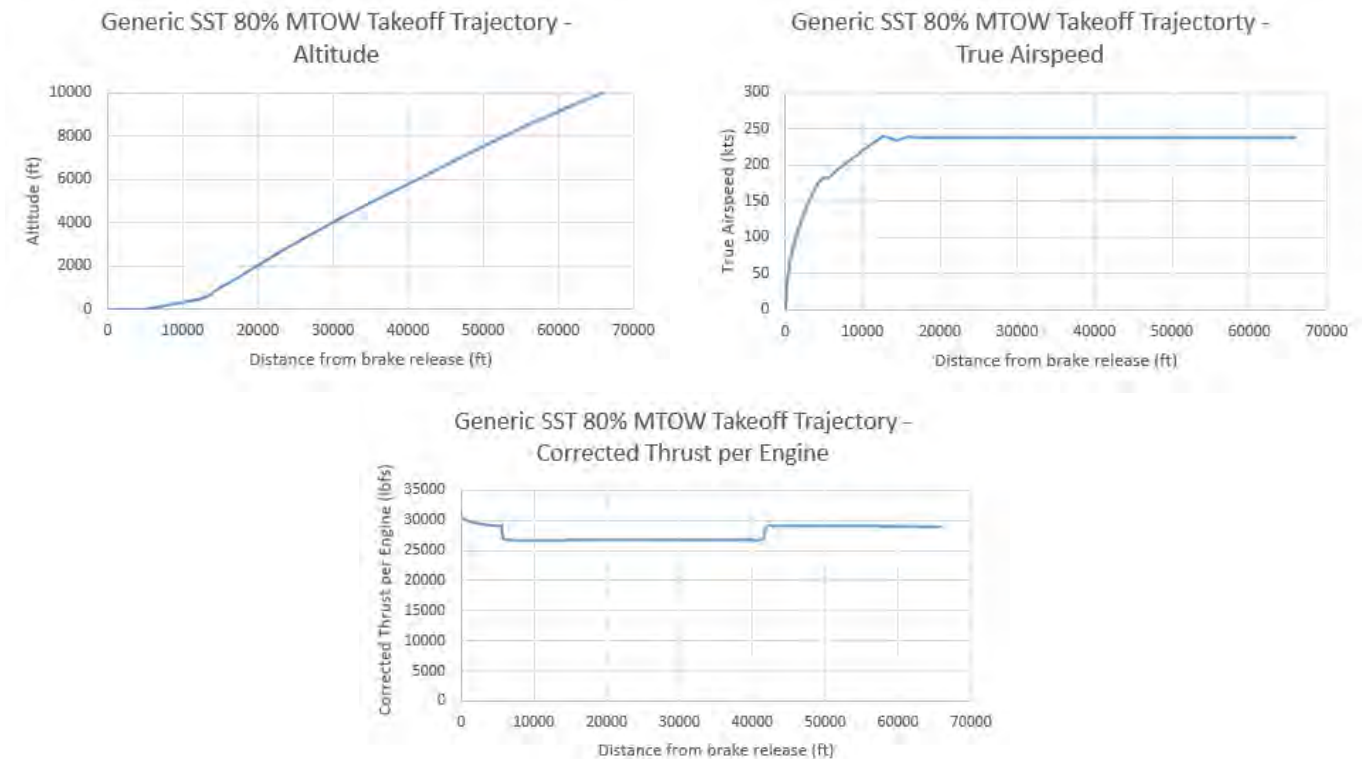 Generic SST 80% MTOW Takeoff Trajectory -
Altitude
Altitude (ft)
10000
8000
6000
4000
2000
0
0 10000 20000 30000 40000 50000 60000 70000
Distance from brake release (ft)
Generic SST 80% MTOW Takeoff Trajectorty -
True Airspeed
True Airspeed (kts)
300
250
200
150
100
50
0
0 10000 20000 30000 40000 50000 60000 70000
Distance from brake release (ft)
Generic SST 80% MTOW Takeoff Trajectory -
Corrected Thrust per Engine
Corrected Thrust per Engine (lbfs)
35000
30000
25000
20000
15000
10000
5000
0
0 10000 20000 30000 40000 50000 60000 70000
Distance from brake release (ft)